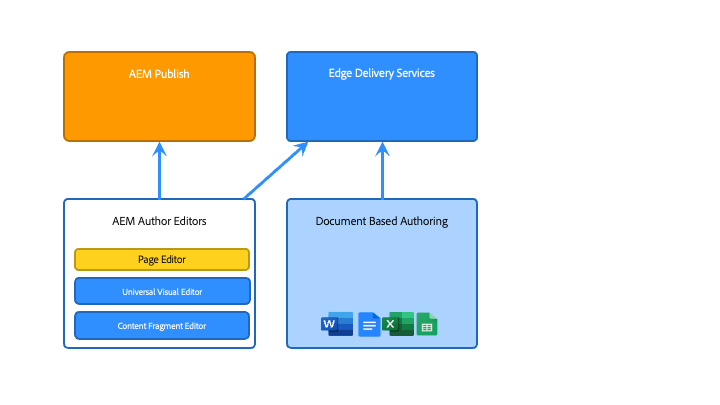 AEM Publish
Edge Delivery Services
AEM Author Editors
Document Based Authoring
Page Editor
Universal Visual Editor
Content Fragment Editor
W
X